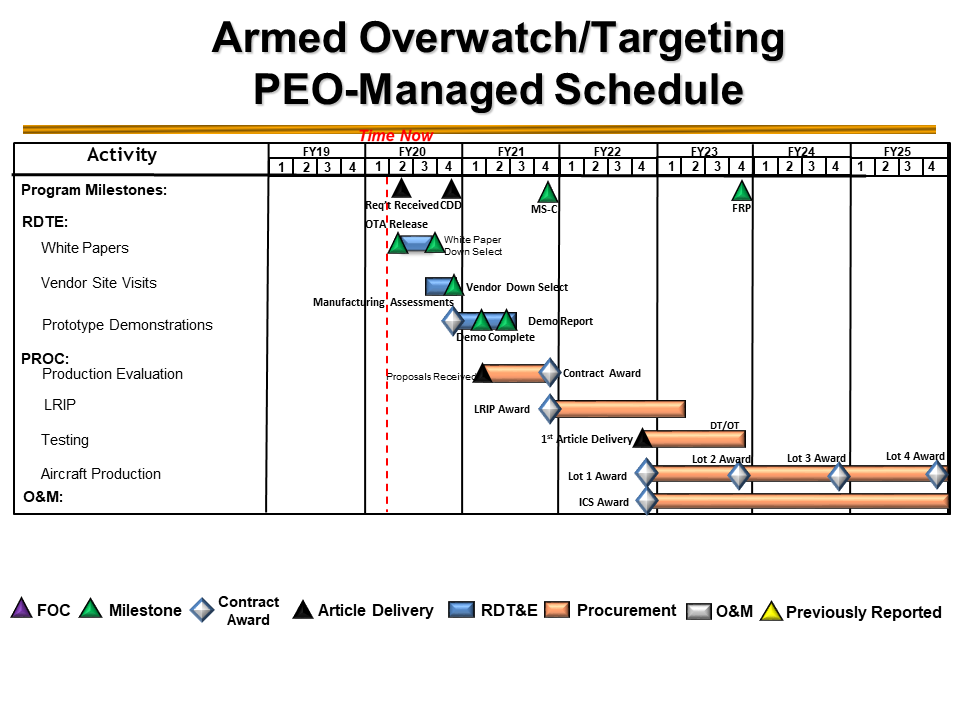 Armed Overwatch/Targeting
PEO-Managed Schedule
Time Now
Activity
FY19 FY20 FY21 FY22 FY23 FY24 FY25
1 2 3 4 1 2 3 4 1 2 3 4 1 2 3 4 1 2 3 4 1 2 3 4 1 2 3 4
Program Milestones:
Req't Received CDD MS-C FRP
RDTE:
OTA Release
White Papers
White Paper
Down Select
Vendor Site Visits
Vendor Down Select
Manufacturing Assessments
Prototype Demonstrations
Demo Report
Demo Complete
PROC:
Production Evaluation
Proposals Received
Contract Award
LRIP
LRIP Award
DT/OT
Testing
1st Article Delivery
Lot 2 Award Lot 3 Award Lot 4 Award
Aircraft Production
Lot 1 Award
O&M:
ICS Award
FOC Milestone Contract
Award Article Delivery RDT&E Procurement O&M Previously Reported